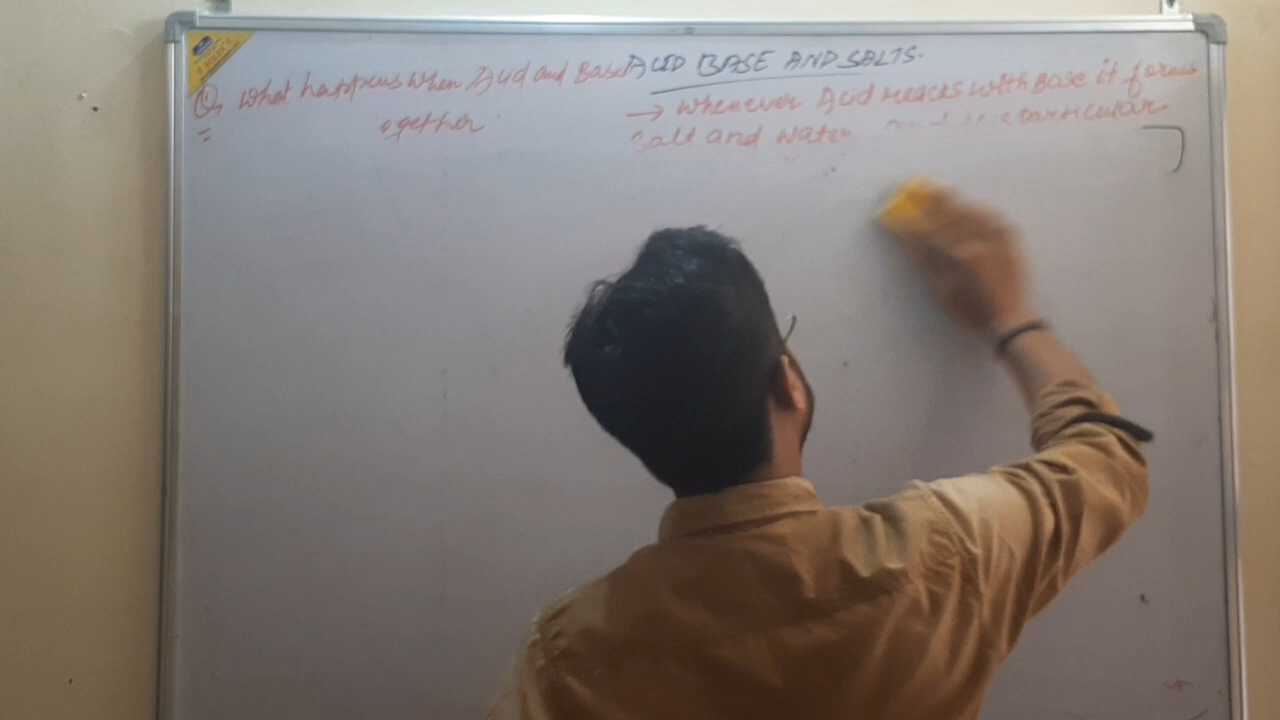 ACID BASE AND SALTS.
Q, What happens when Acid and Base
together
→ Whenever Acid reacts with Base it forms
Salt and Water particular